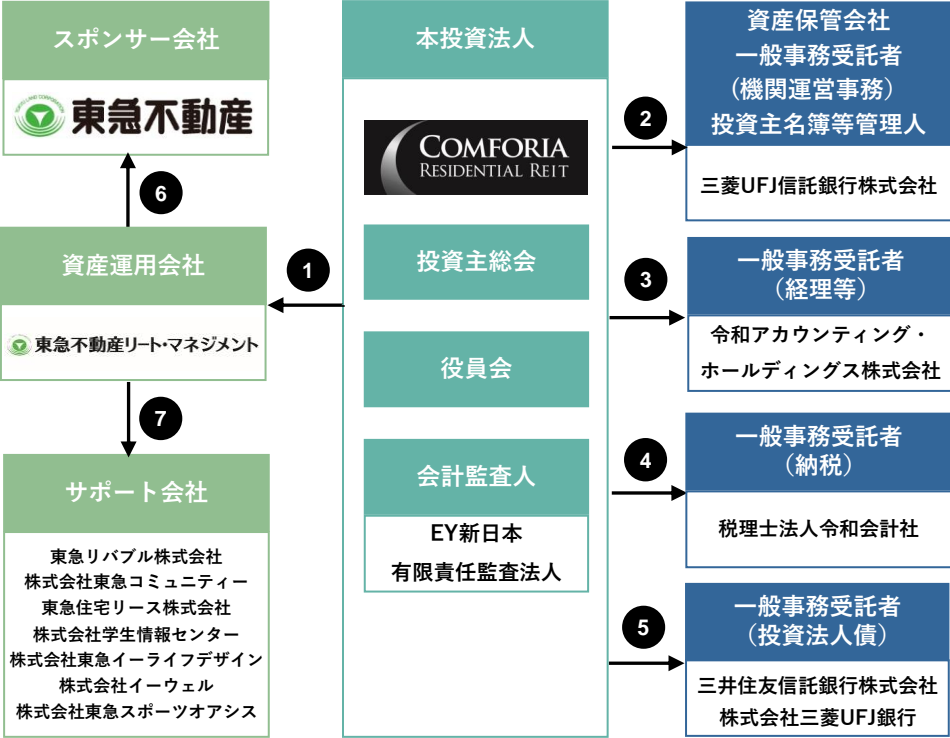 スポンサー会社
東急不動産
6
資産運用会社
東急不動産リート・マネジメント
7
サポート会社
東急リバブル株式会社
株式会社東急コミュニティー
東急住宅リース株式会社
株式会社学生情報センター
株式会社東急イーライフデザイン
株式会社イーウェル
株式会社東急スポーツオアシス
1
本投資法人
COMFORIA
RESIDENTIAL REIT
投資主総会
役員会
会計監査人
EY新日本
有限責任監査法人
2
資産保管会社
一般事務受託者
(機関運営事務)
投資主名簿等管理人
三菱UFJ信託銀行株式会社
3
一般事務受託者
（経理等）
令和アカウンティング・
ホールディングス株式会社
4
一般事務受託者
（納税）
税理士法人令和会計社
5
一般事務受託者
（投資法人債）
三井住友信託銀行株式会社
株式会社三菱UFJ銀行